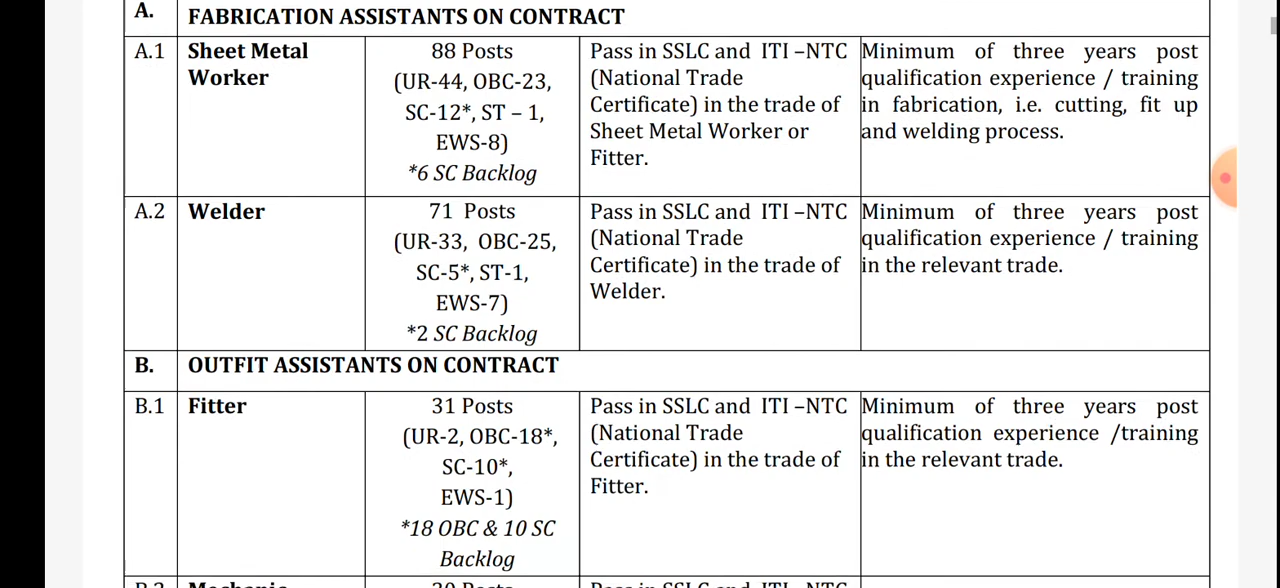 A. FABRICATION ASSISTANTS ON CONTRACT
A.1
Sheet Metal
Worker
88 Posts
(UR-44, OBC-23,
SC-12*, ST – 1,
EWS-8)
*6 SC Backlog
Pass in SSLC and ITI –NTC
(National Trade
Certificate) in the trade of
Sheet Metal Worker or
Fitter.
Minimum of three years post
qualification experience / training
in fabrication, i.e. cutting, fit up
and welding process.
A.2
Welder
71 Posts
(UR-33, OBC-25,
SC-5*, ST-1,
EWS-7)
*2 SC Backlog
Pass in SSLC and ITI –NTC
(National Trade
Certificate) in the trade of
Welder.
Minimum of three years post
qualification experience / training
in the relevant trade.
B. OUTFIT ASSISTANTS ON CONTRACT
B.1
Fitter
31 Posts
(UR-2, OBC-18*,
SC-10*,
EWS-1)
*18 OBC & 10 SC
Backlog
Pass in SSLC and ITI –NTC
(National Trade
Certificate) in the trade of
Fitter.
Minimum of three years post
qualification experience /training
in the relevant trade.